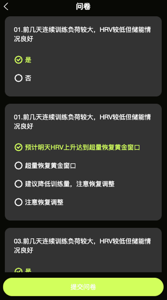 问卷
01.前几天连续训练负荷较大，HRV较低但储能情
况良好
是
否
01.前几天连续训练负荷较大，HRV较低但储能情
况良好
预计明天HRV上升达到超量恢复黄金窗口
超量恢复黄金窗口
建议降低训练量，注意恢复调整
注意恢复调整
03.前几天连续训练负荷较大，HRV较低但储能情
况良好
是
提交问卷